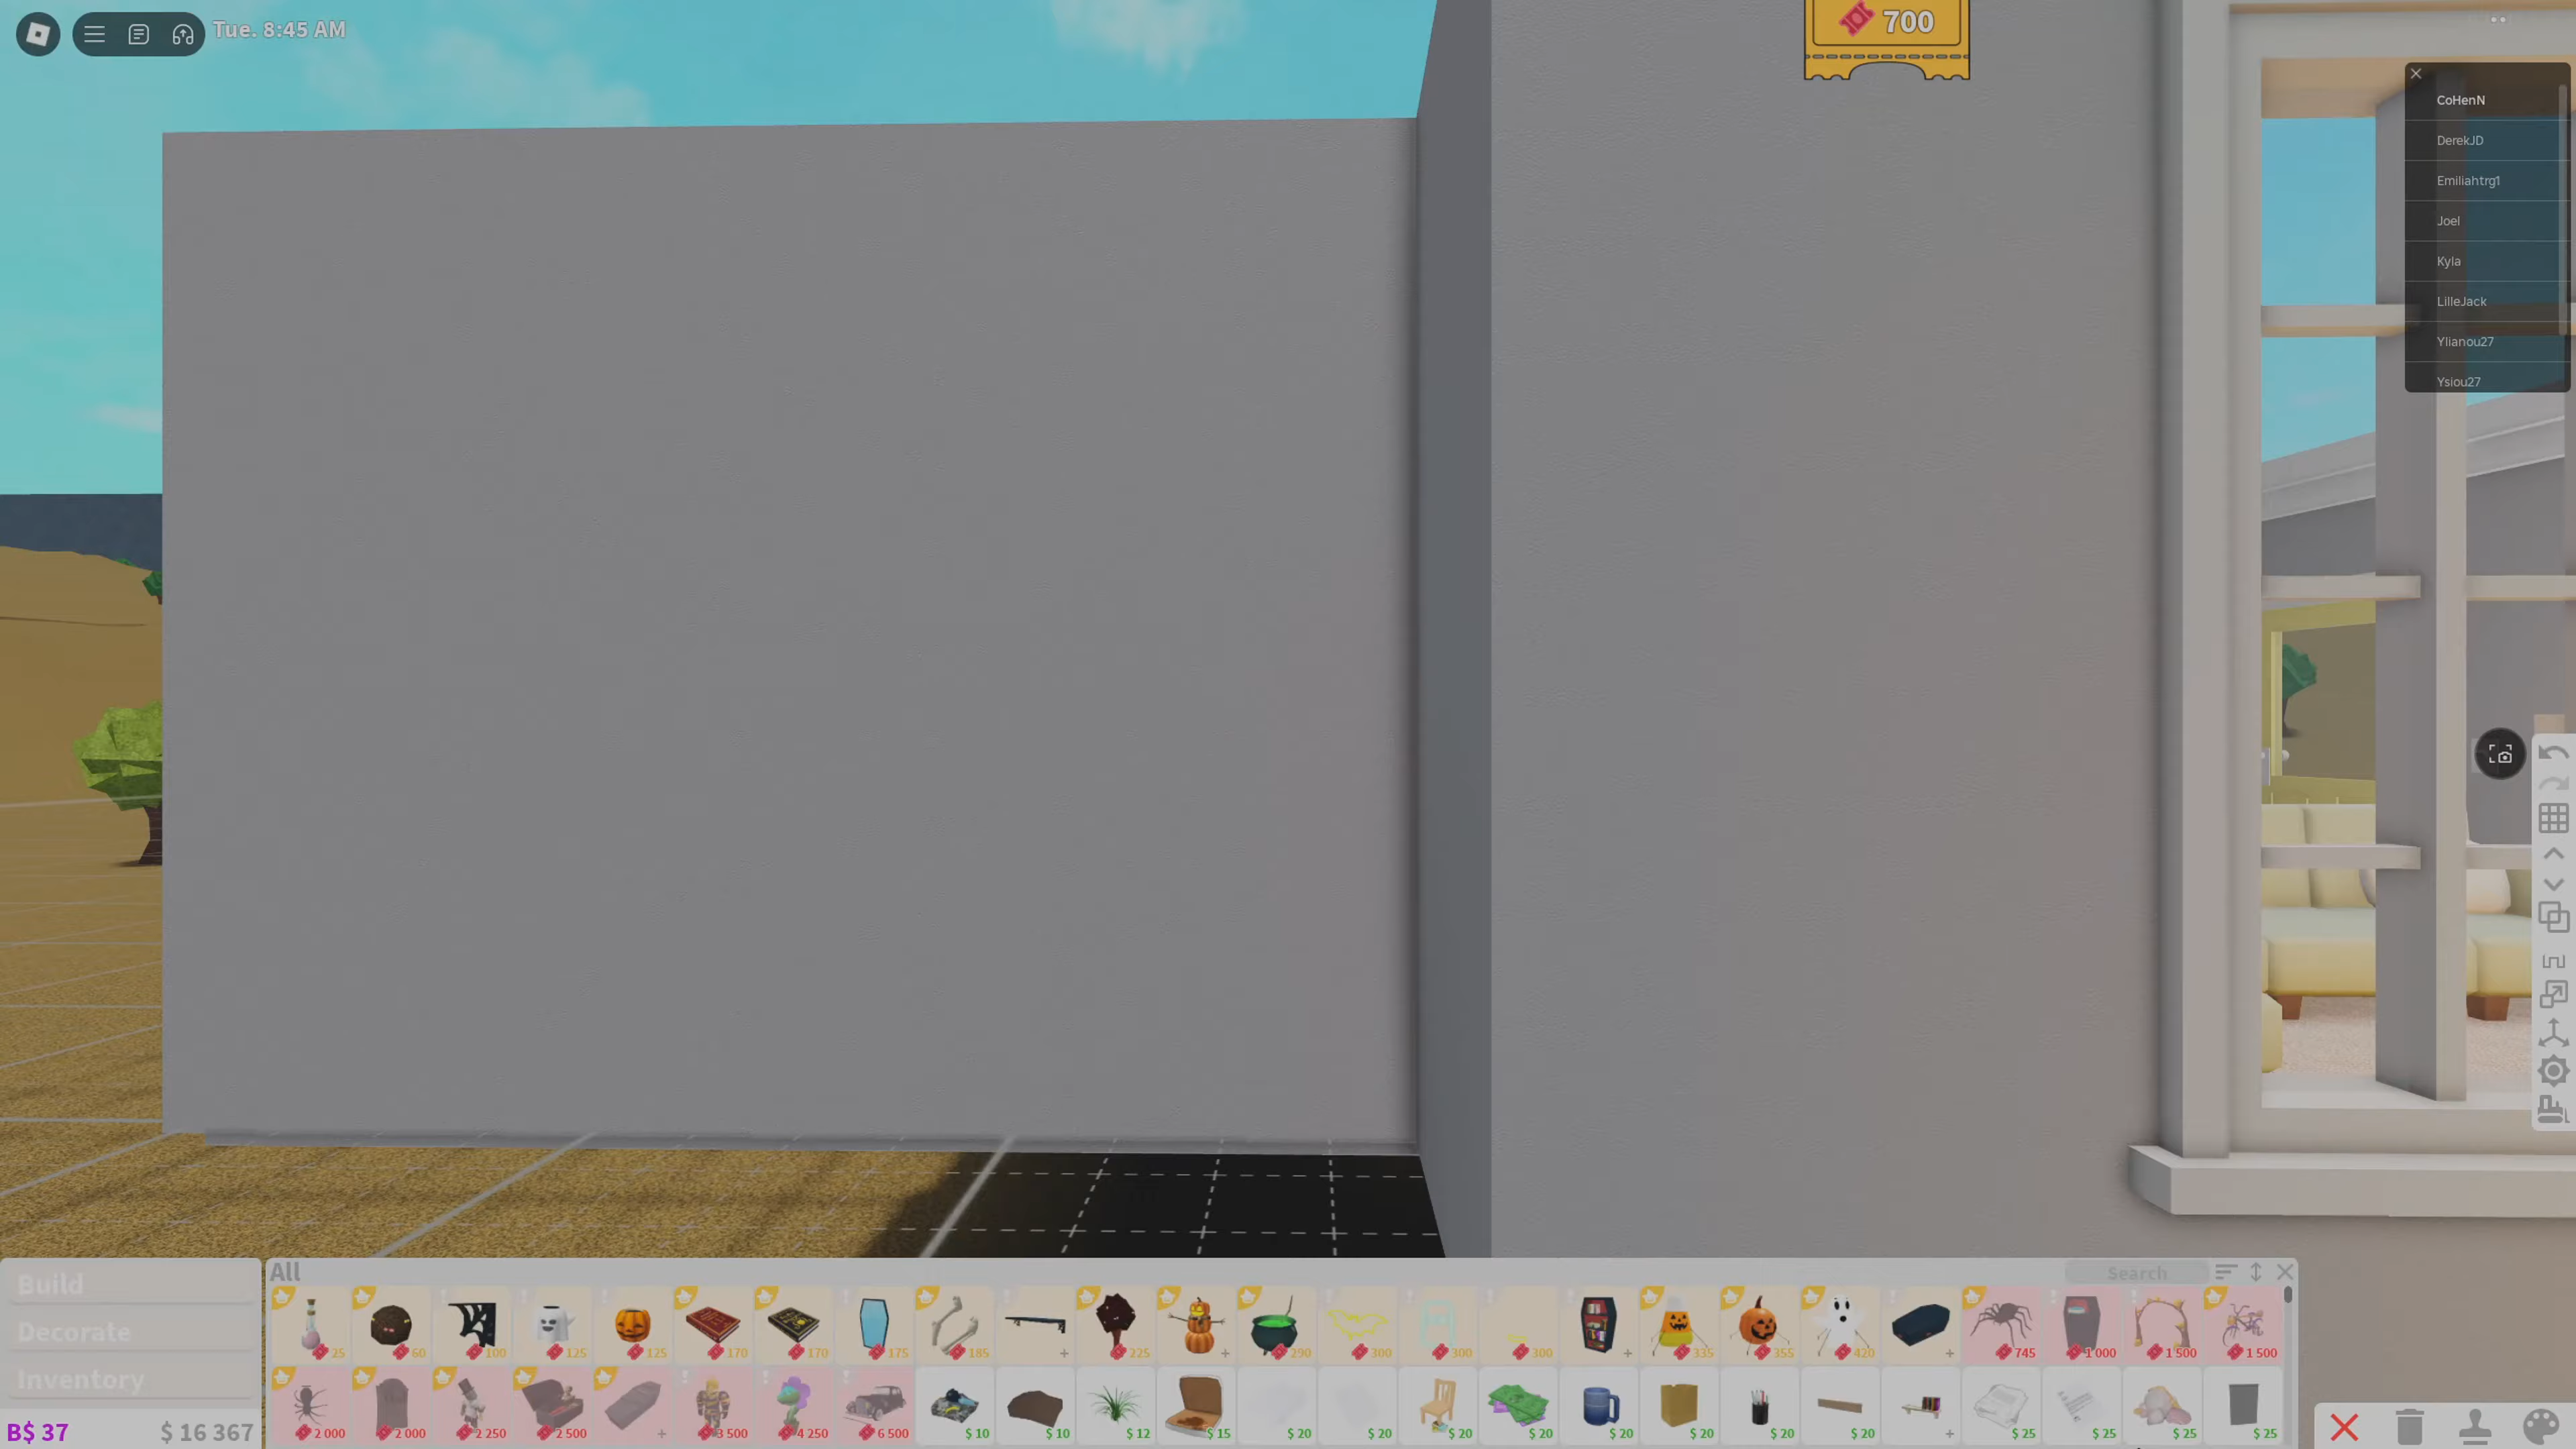 Tue. 8:45 AM
700
CoHenN
DerekJD
Emiliahtrg1
Joel
Kyla
LilleJack
Ylianou27
Ysiou27
Build
Decorate
Inventory
B$ 37 $ 16 367
All Search
25 60 100 125 125 170 170 175 185 + 225 + 290 300 300 300 + 335 355 420 + 745 1 000 1 500 1 500
2 000 2 000 2 250 2 500 + 3 500 4 250 6 500 $ 10 $ 10 $ 12 $ 15 $ 20 $ 20 $ 20 $ 20 $ 20 $ 20 $ 20 $ 20 + $ 25 $ 25 $ 25 $ 25